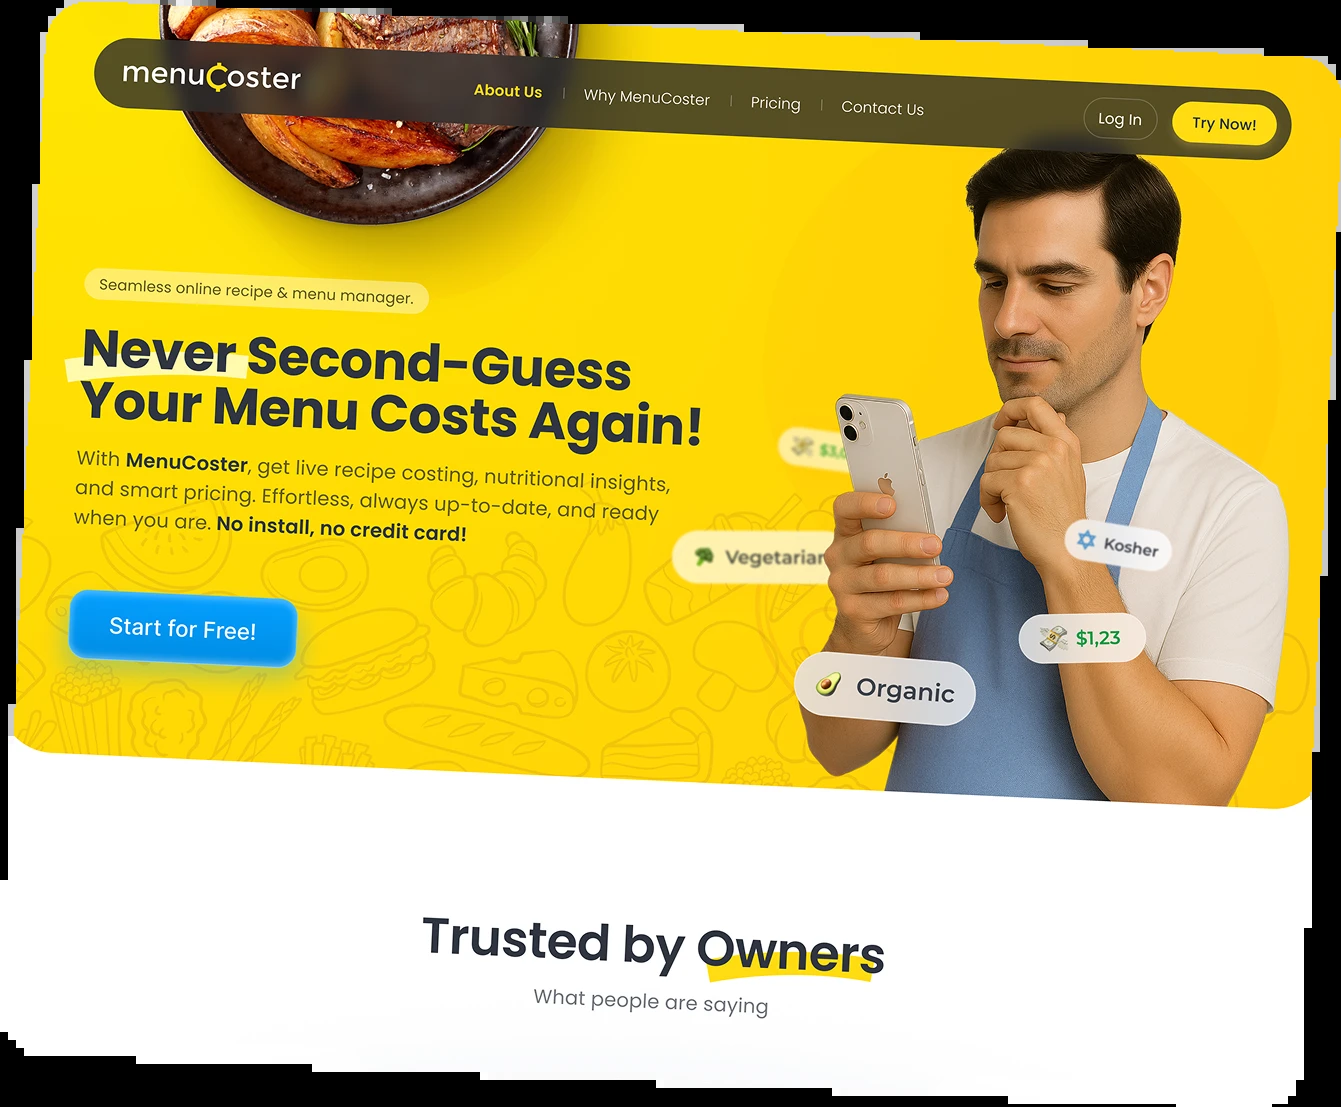 menuCoster
About Us
Why MenuCoster
Pricing
Contact Us
Log In
Try Now!
Seamless online recipe & menu manager.
Never Second-Guess
Your Menu Costs Again!
With MenuCoster, get live recipe costing, nutritional insights,
and smart pricing. Effortless, always up-to-date, and ready
when you are. No install, no credit card!
Start for Free!
Vegetarian
Kosher
$1,23
Organic
Trusted by Owners
What people are saying